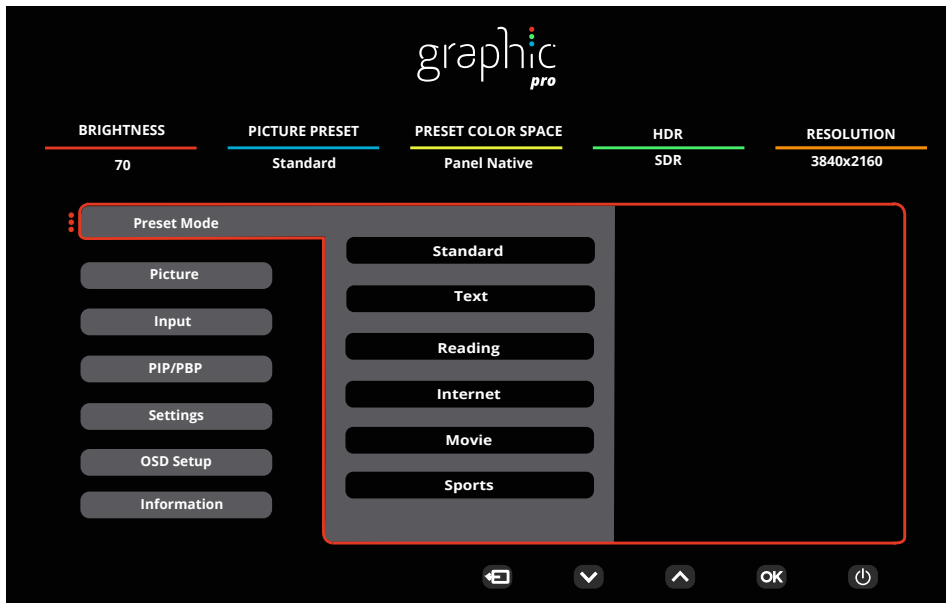 graphic
pro
BRIGHTNESS PICTURE PRESET PRESET COLOR SPACE HDR RESOLUTION
70 Standard Panel Native SDR 3840x2160
Preset Mode
Picture
Input
PIP/PBP
Settings
OSD Setup
Information
Standard
Text
Reading
Internet
Movie
Sports
OK